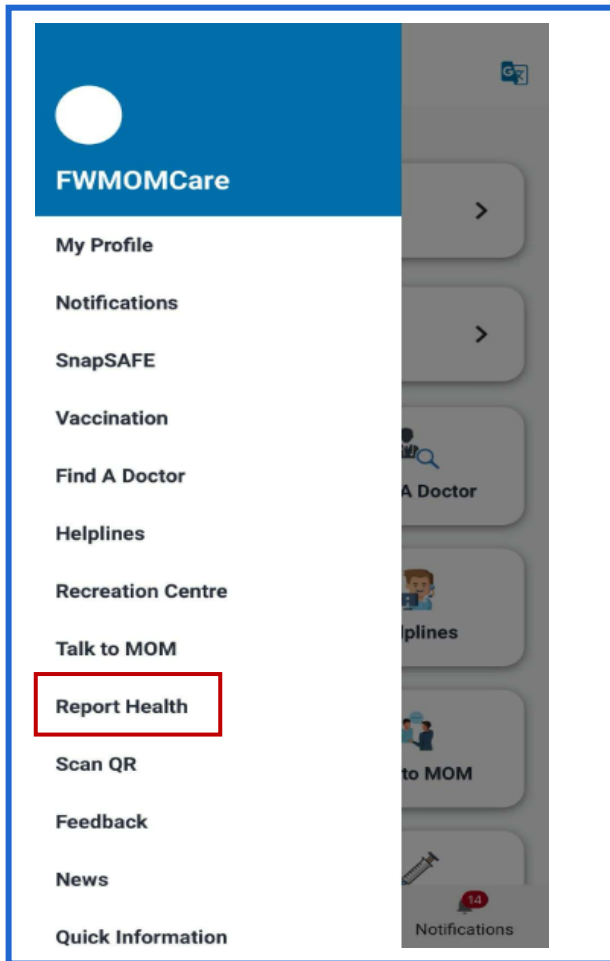 FWMOMCare
My Profile
Notifications
SnapSAFE
Vaccination
Find A Doctor
Helplines
Recreation Centre
Talk to MOM
Report Health
Scan QR
Feedback
News
Quick Information
A Doctor
lplines
to MOM
14
Notifications